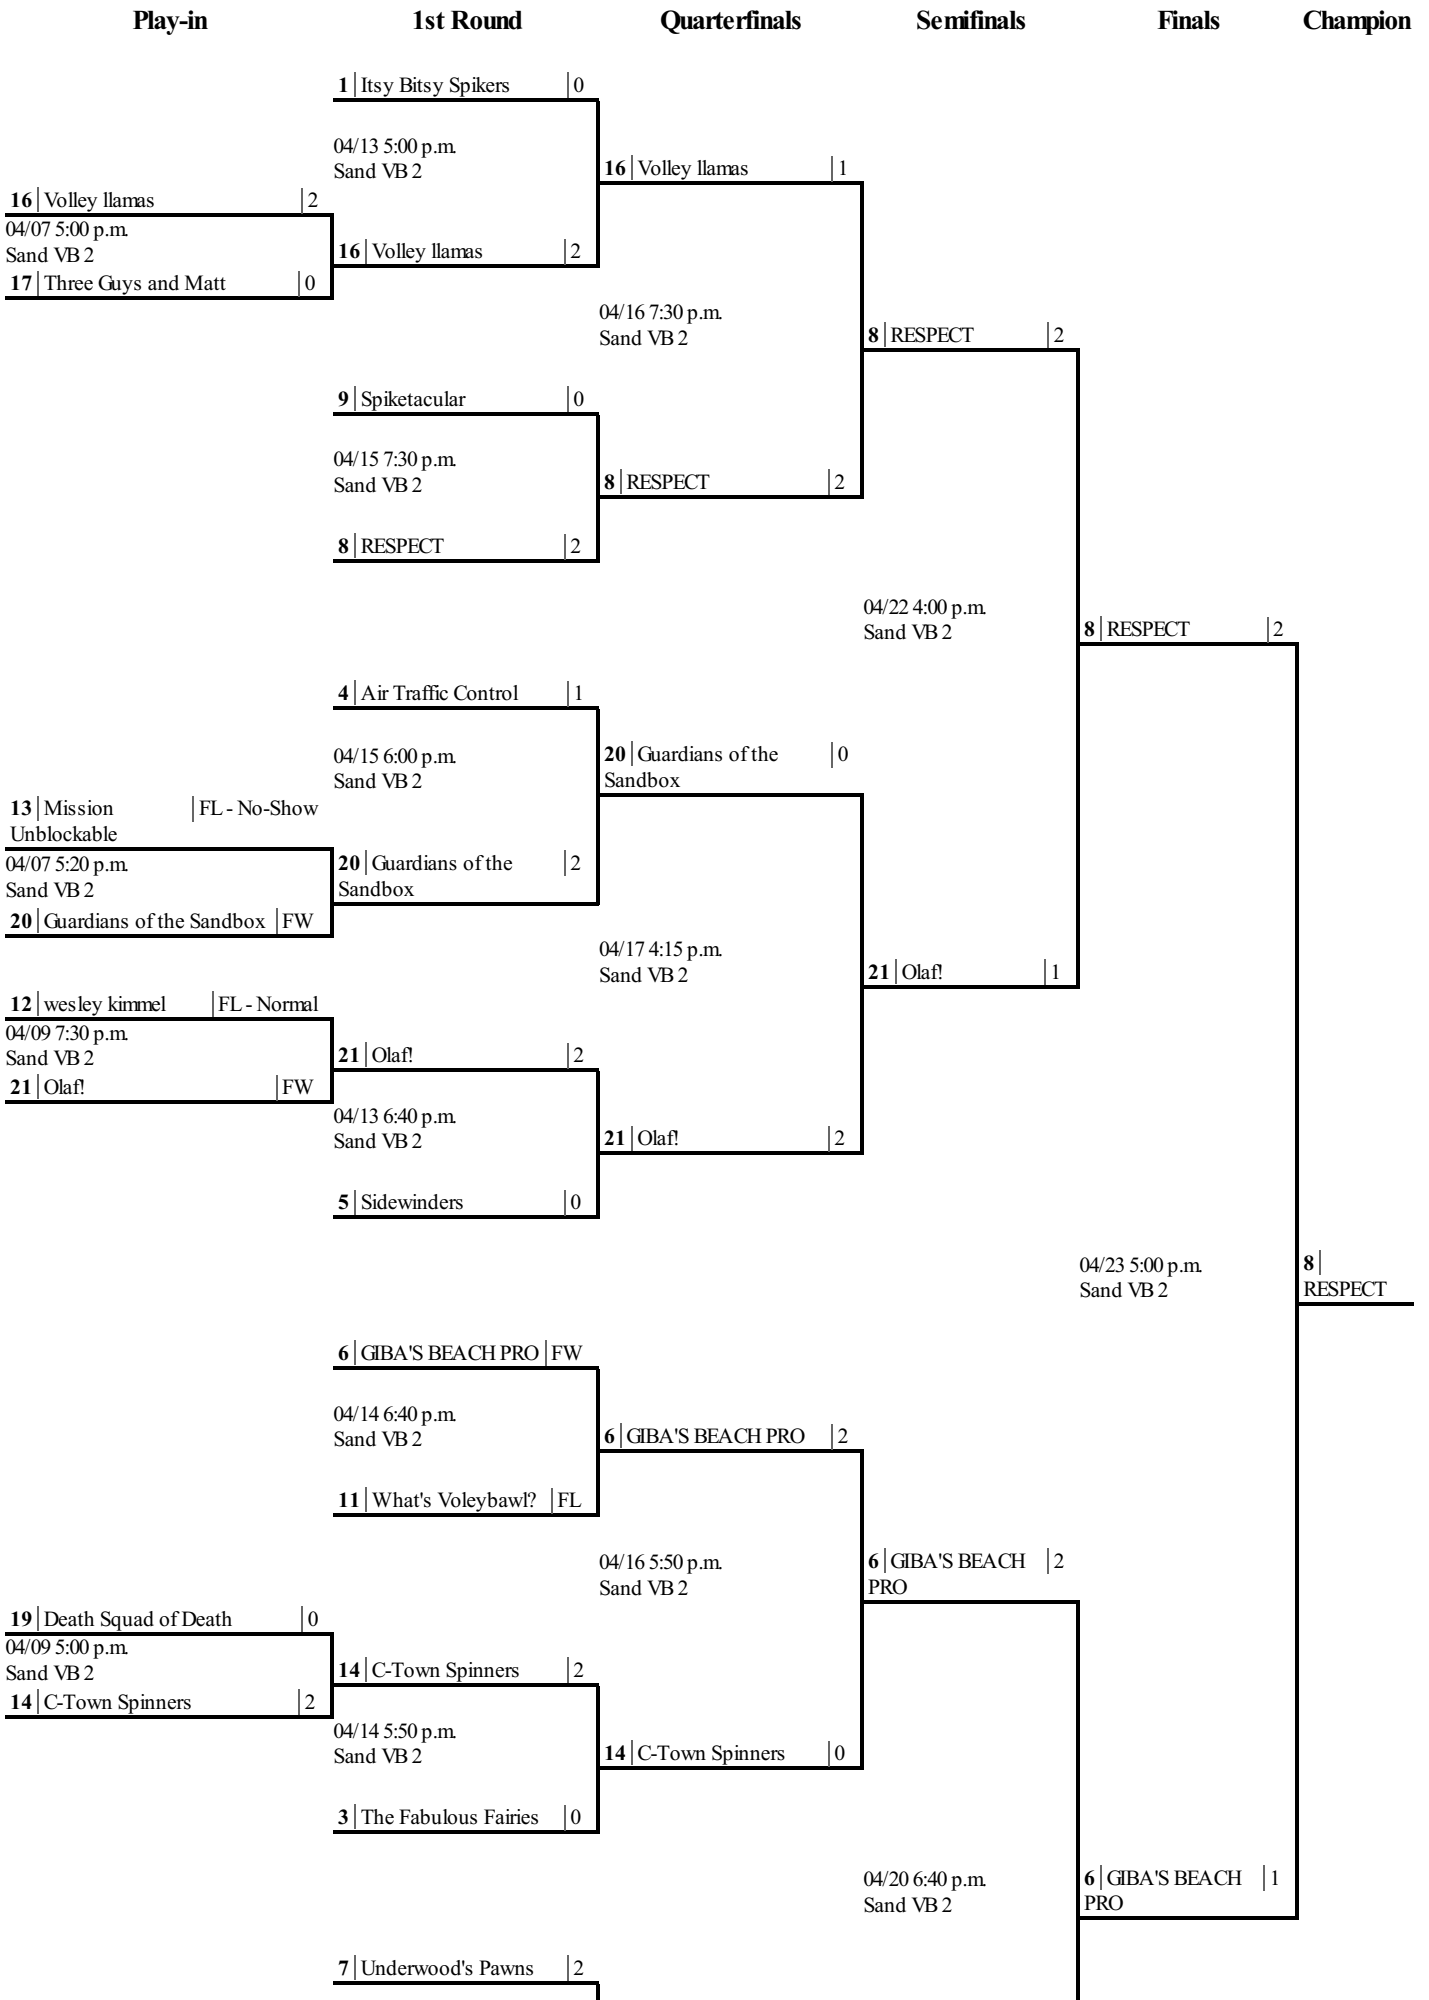 Play-in 1st Round Quarterfinals Semifinals Finals Champion
1 Itsy Bitsy Spikers 0
04/13 5:00 p.m.
Sand VB 2
16 Volley llamas 1
16 Volley llamas 2
04/07 5:00 p.m.
Sand VB 2
17 Three Guys and Matt 0
16 Volley llamas 2
04/16 7:30 p.m.
Sand VB 2
8 RESPECT 2
9 Spiketacular 0
04/15 7:30 p.m.
Sand VB 2
8 RESPECT 2
8 RESPECT 2
04/22 4:00 p.m.
Sand VB 2
8 RESPECT 2
4 Air Traffic Control 1
04/15 6:00 p.m.
Sand VB 2
20 Guardians of the 0
Sandbox
13 Mission FL - No-Show
Unblockable
04/07 5:20 p.m.
Sand VB 2
20 Guardians of the Sandbox FW
20 Guardians of the 2
Sandbox
04/17 4:15 p.m.
Sand VB 2
21 Olaf! 1
12 wesley kimmel FL - Normal
04/09 7:30 p.m.
Sand VB 2
21 Olaf! FW
21 Olaf! 2
04/13 6:40 p.m.
Sand VB 2
21 Olaf! 2
5 Sidewinders 0
04/23 5:00 p.m.
Sand VB 2
8
RESPECT
6 GIBA'S BEACH PRO FW
04/14 6:40 p.m.
Sand VB 2
6 GIBA'S BEACH PRO 2
11 What's Voleybawl? FL
04/16 5:50 p.m.
Sand VB 2
6 GIBA'S BEACH 2
PRO
19 Death Squad of Death 0
04/09 5:00 p.m.
Sand VB 2
14 C-Town Spinners 2
14 C-Town Spinners 2
04/14 5:50 p.m.
Sand VB 2
14 C-Town Spinners 0
3 The Fabulous Fairies 0
04/20 6:40 p.m.
Sand VB 2
6 GIBA'S BEACH 1
PRO
7 Underwood's Pawns 2